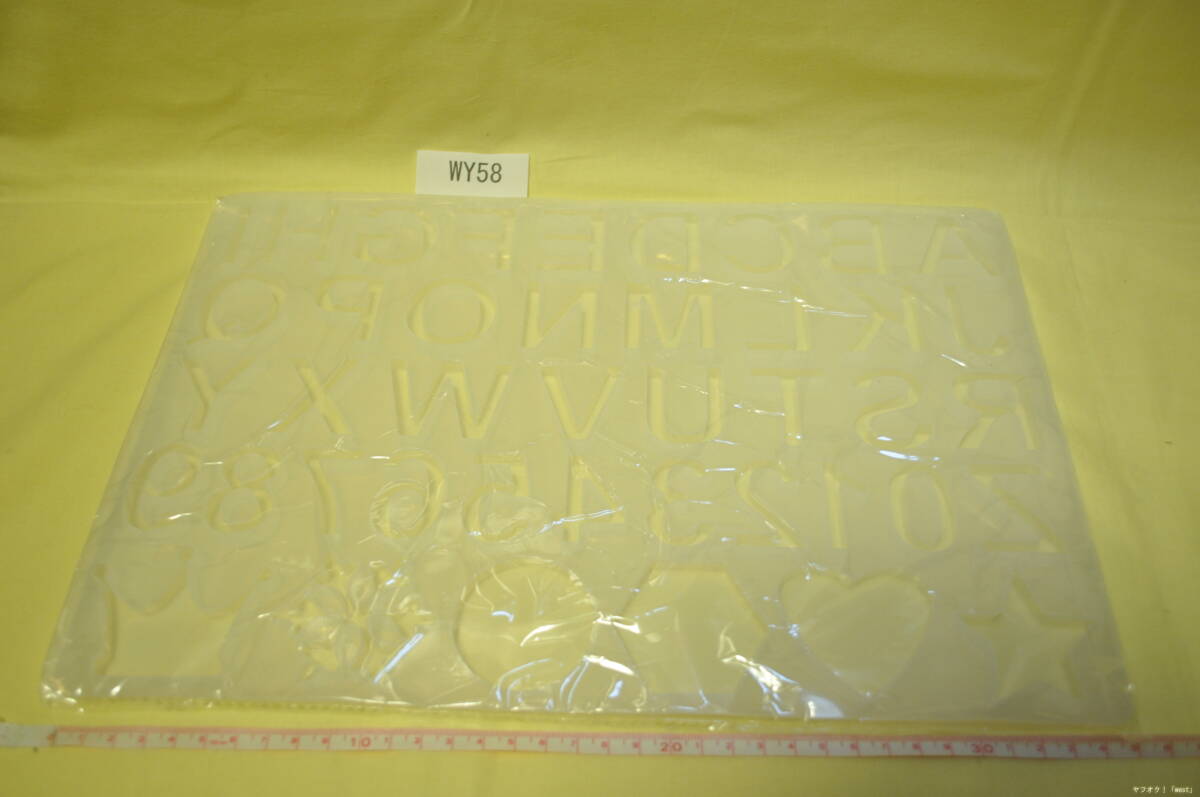 WY58
ABCDEFGHI
JKLMNOPQ
RSTUVWXY
Z0123456789
10 20 30
ヤフオク！「west」